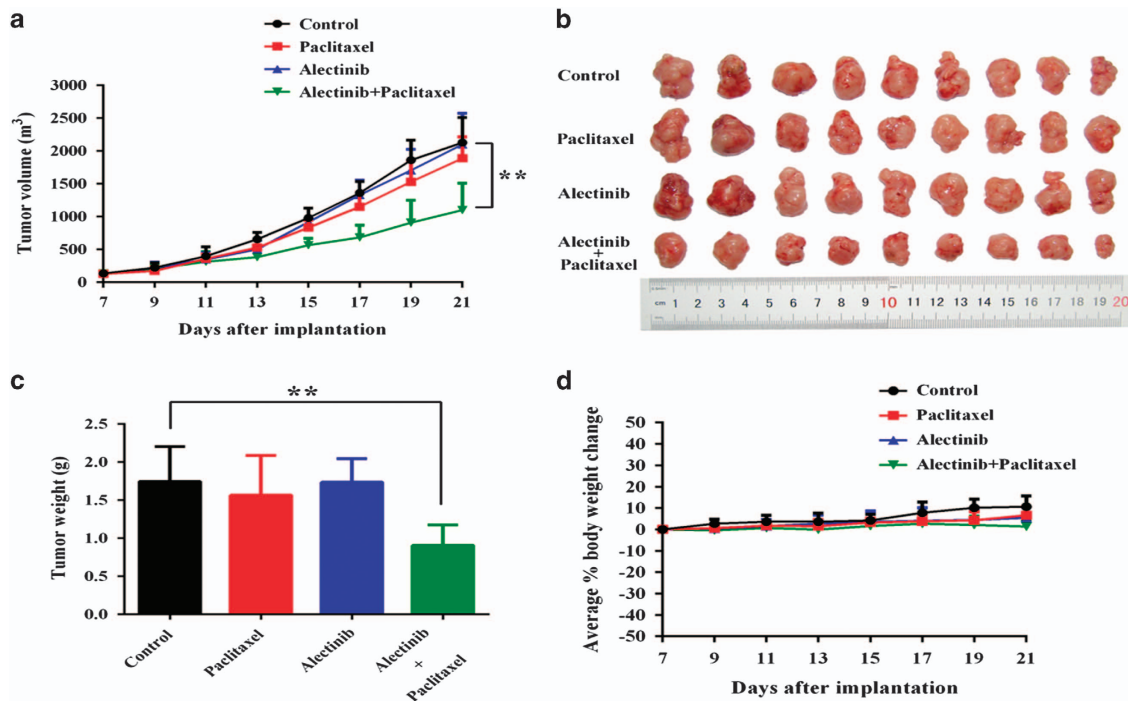 a
Control
Paclitaxel
Alectinib
Alectinib+Paclitaxel
Tumor volume (m³)
3000
2500
2000
1500
1000
500
0
**
7 9 11 13 15 17 19 21
Days after implantation
b
Control
Paclitaxel
Alectinib
Alectinib
+
Paclitaxel
cm 1 2 3 4 5 6 7 8 9 10 11 12 13 14 15 16 17 18 19 20
c
**
Tumor weight (g)
2.5
2.0
1.5
1.0
0.5
0.0
Control
Paclitaxel
Alectinib
Alectinib
+
Paclitaxel
d
Control
Paclitaxel
Alectinib
Alectinib+Paclitaxel
Average % body weight change
50
40
30
20
10
0
-10
-20
-30
-40
-50
7 9 11 13 15 17 19 21
Days after implantation